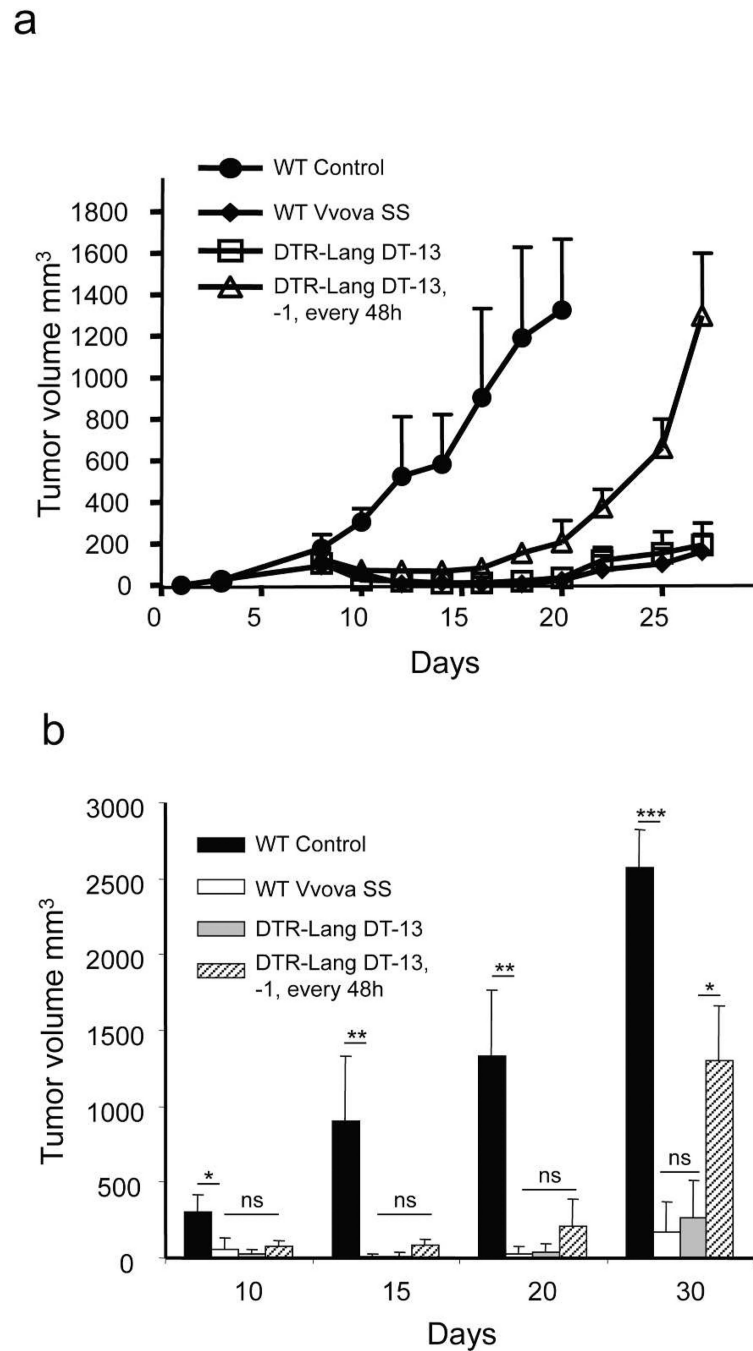 a
WT Control
WT Vvova SS
DTR-Lang DT-13
DTR-Lang DT-13,
-1, every 48h
Tumor volume mm³
1800
1600
1400
1200
1000
800
600
400
200
0
0 5 10 15 20 25
Days
b
WT Control
WT Vvova SS
DTR-Lang DT-13
DTR-Lang DT-13,
-1, every 48h
Tumor volume mm³
3000
2500
2000
1500
1000
500
0
* ns
** ns
** ns
*** ns *
10 15 20 30
Days